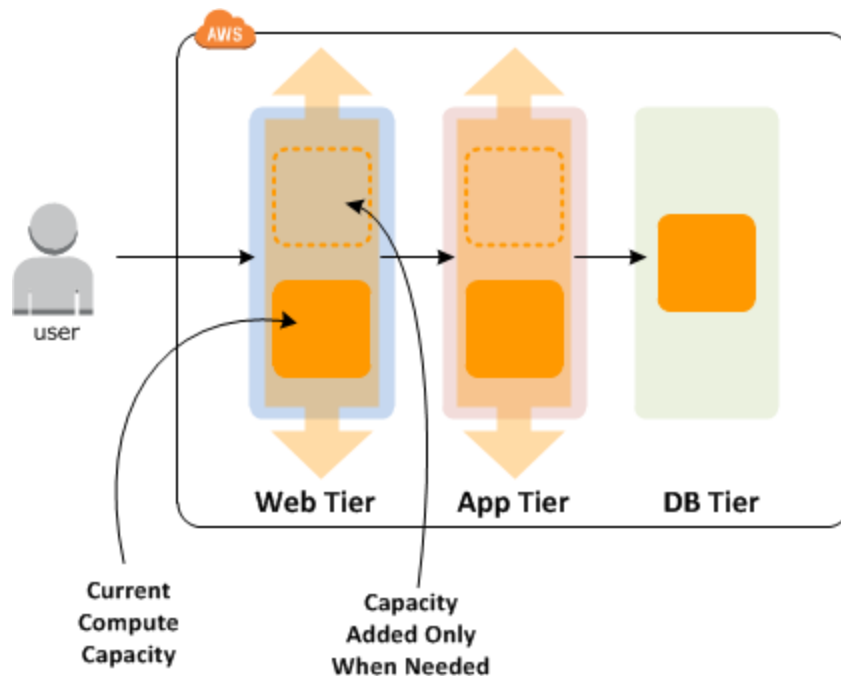 AWS
user
Web Tier
App Tier
DB Tier
Current
Compute
Capacity
Capacity
Added Only
When Needed